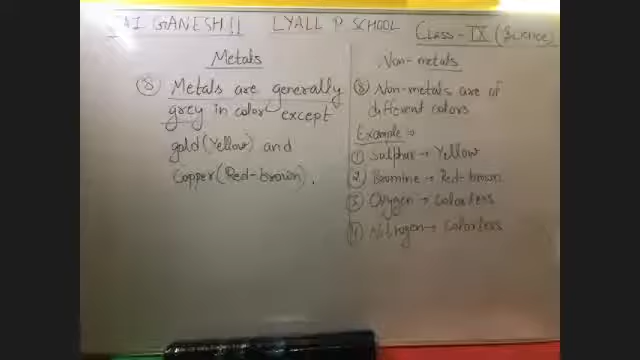 JAI GANESH!! LYALL P SCHOOL Class-IX (Science)
Metals
⑧ Metals are generally
grey in color except
gold (Yellow) and
Copper (Red-brown).
Non-metals
⑧ Non-metals are of
different colors
Example :-
① Sulphur → Yellow
② Bromine → Red-brown
③ Oxygen → Colorless
④ Nitrogen → Colorless